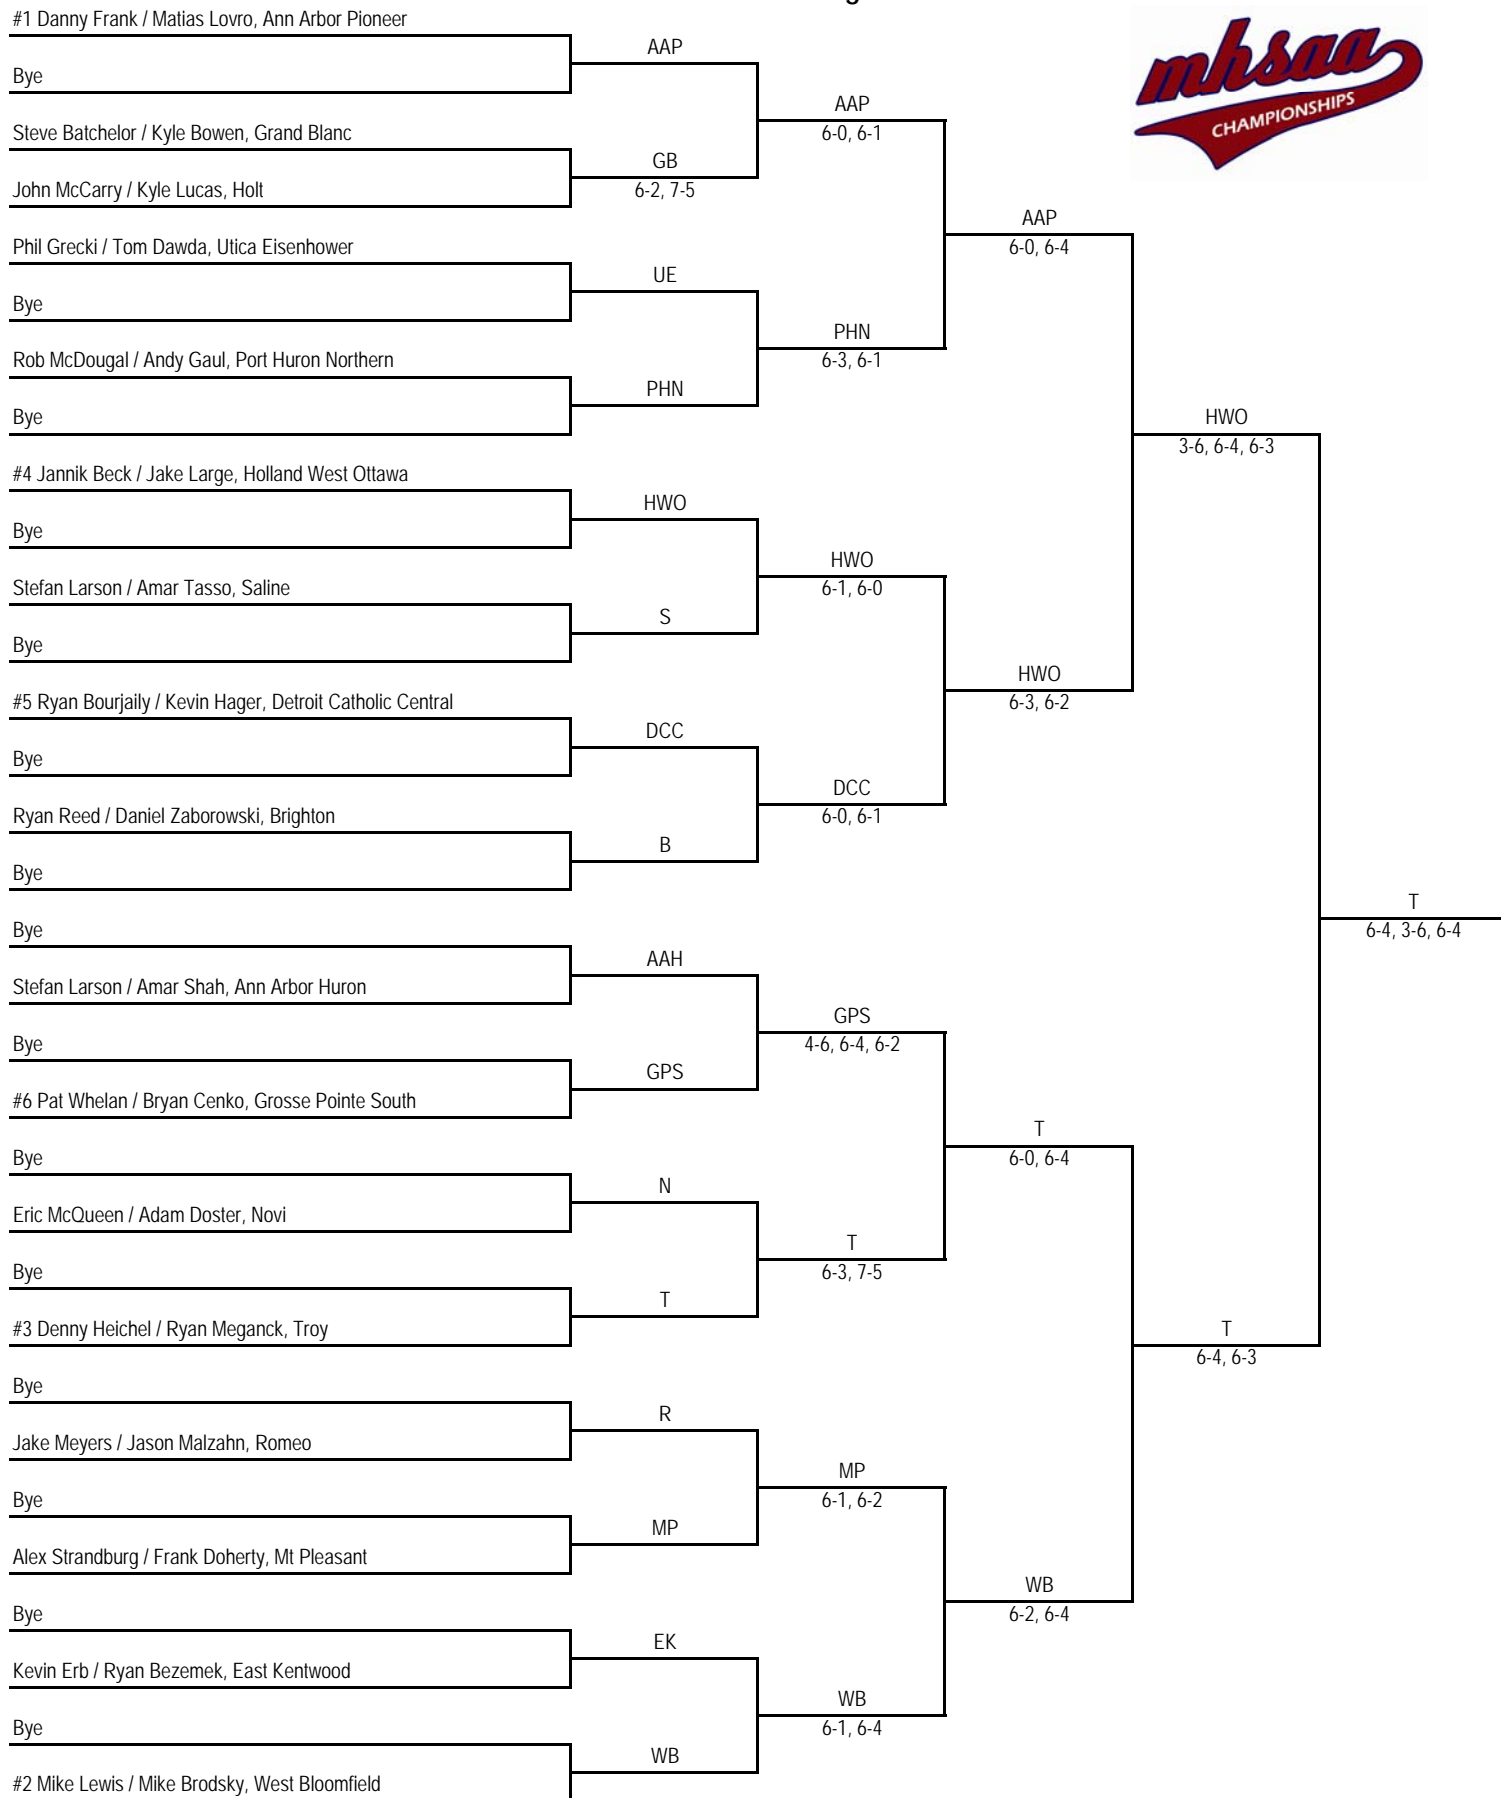 #1 Danny Frank / Matias Lovro, Ann Arbor Pioneer
AAP
Bye
AAP
6-0, 6-1
Steve Batchelor / Kyle Bowen, Grand Blanc
GB
6-2, 7-5
John McCarry / Kyle Lucas, Holt
AAP
6-0, 6-4
Phil Grecki / Tom Dawda, Utica Eisenhower
UE
Bye
PHN
6-3, 6-1
Rob McDougal / Andy Gaul, Port Huron Northern
PHN
Bye
HWO
3-6, 6-4, 6-3
#4 Jannik Beck / Jake Large, Holland West Ottawa
HWO
Bye
HWO
6-1, 6-0
Stefan Larson / Amar Tasso, Saline
S
Bye
HWO
6-3, 6-2
#5 Ryan Bourjaily / Kevin Hager, Detroit Catholic Central
DCC
Bye
DCC
6-0, 6-1
Ryan Reed / Daniel Zaborowski, Brighton
B
Bye
T
6-4, 3-6, 6-4
Bye
AAH
Stefan Larson / Amar Shah, Ann Arbor Huron
GPS
4-6, 6-4, 6-2
Bye
GPS
#6 Pat Whelan / Bryan Cenko, Grosse Pointe South
T
6-0, 6-4
Bye
N
Eric McQueen / Adam Doster, Novi
T
6-3, 7-5
Bye
T
#3 Denny Heichel / Ryan Meganck, Troy
T
6-4, 6-3
Bye
R
Jake Meyers / Jason Malzahn, Romeo
MP
6-1, 6-2
Bye
MP
Alex Strandburg / Frank Doherty, Mt Pleasant
WB
6-2, 6-4
Bye
EK
Kevin Erb / Ryan Bezemek, East Kentwood
WB
6-1, 6-4
Bye
WB
#2 Mike Lewis / Mike Brodsky, West Bloomfield
mhsaa
CHAMPIONSHIPS